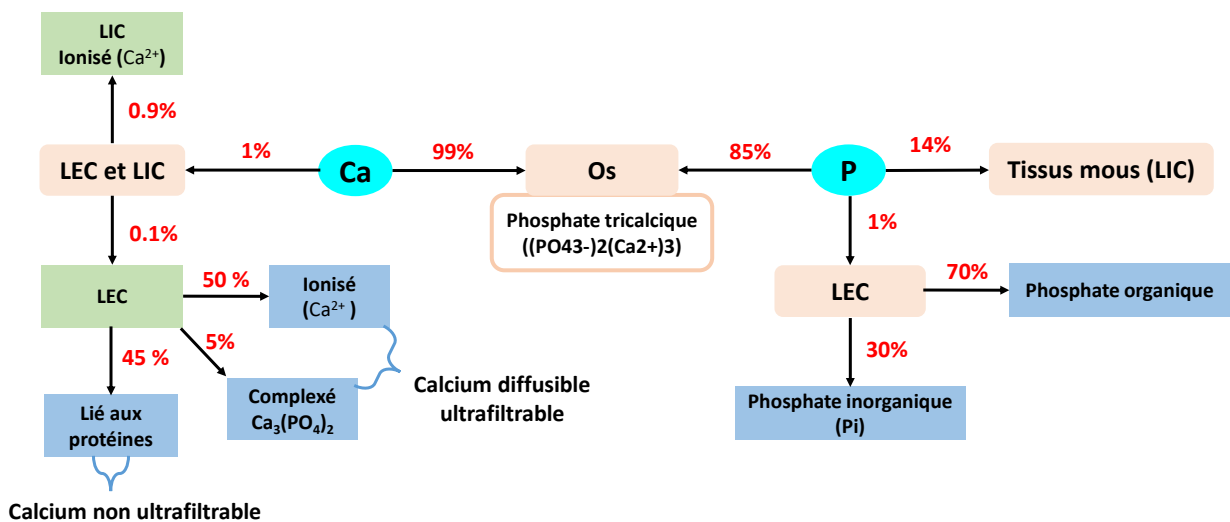 LIC
Ionisé (Ca²⁺)
0.9%
LEC et LIC
1%
Ca
99%
Os
85%
P
14%
Tissus mous (LIC)
Phosphate tricalcique
((PO43-)2(Ca2+)3)
0.1%
1%
LEC
50 %
Ionisé
(Ca²⁺ )
LEC
70%
Phosphate organique
45 %
5%
30%
Lié aux
protéines
Complexé
Ca₃(PO₄)₂
Calcium diffusible
ultrafiltrable
Phosphate inorganique
(Pi)
Calcium non ultrafiltrable